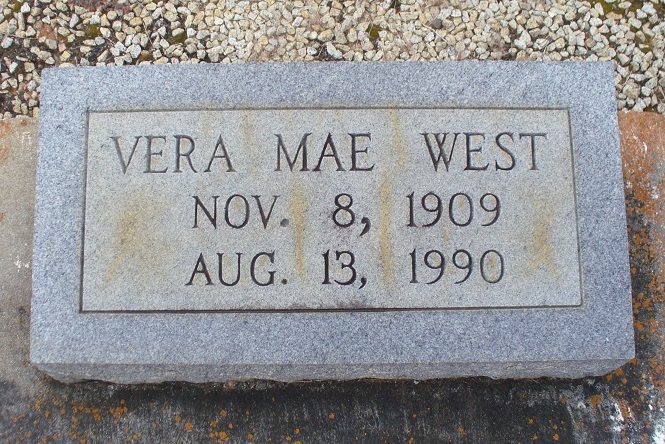 VERA MAE WEST
NOV. 8, 1909
AUG. 13, 1990